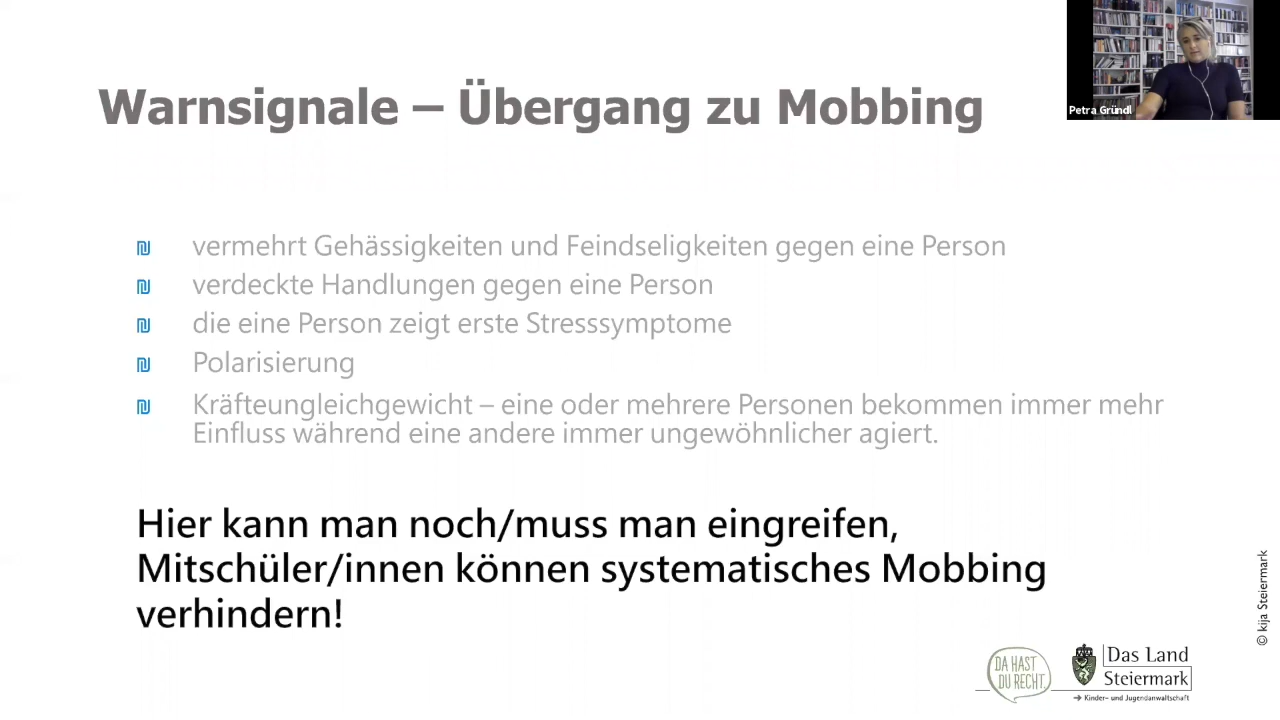 Warnsignale – Übergang zu Mobbing
Petra Gründl
₪ vermehrt Gehässigkeiten und Feindseligkeiten gegen eine Person
₪ verdeckte Handlungen gegen eine Person
₪ die eine Person zeigt erste Stresssymptome
₪ Polarisierung
₪ Kräfteungleichgewicht – eine oder mehrere Personen bekommen immer mehr
Einfluss während eine andere immer ungewöhnlicher agiert.
Hier kann man noch/muss man eingreifen,
Mitschüler/innen können systematisches Mobbing
verhindern!
© kija Steiermark
DA HAST
DU RECHT.
Das Land
Steiermark
→ Kinder- und Jugendanwaltschaft